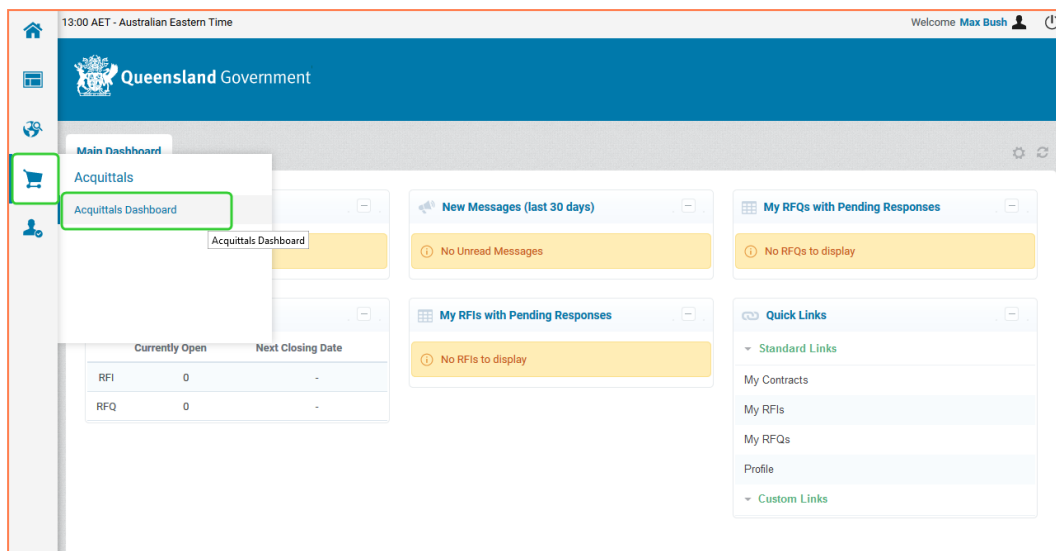 13:00 AET - Australian Eastern Time
Welcome Max Bush
Queensland Government
Main Dashboard
Acquittals
Acquittals Dashboard
Acquittals Dashboard
New Messages (last 30 days)
No Unread Messages
My RFQs with Pending Responses
No RFQs to display
Currently Open Next Closing Date
RFI 0 -
RFQ 0 -
My RFIs with Pending Responses
No RFIs to display
Quick Links
Standard Links
My Contracts
My RFIs
My RFQs
Profile
Custom Links